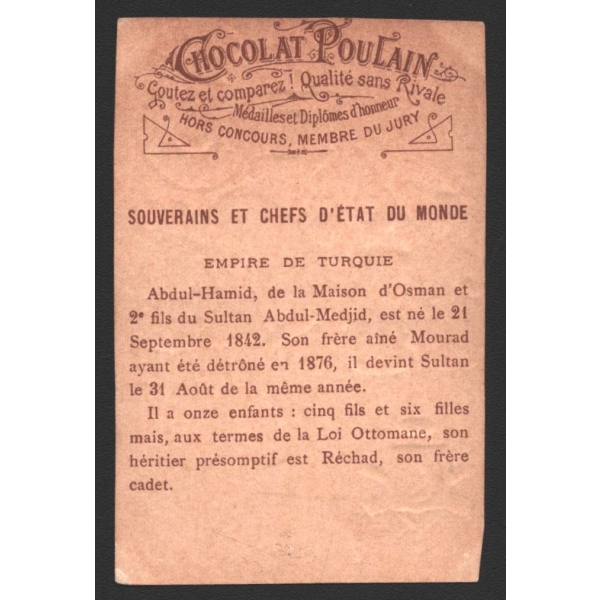 CHOCOLAT POULAIN
Goutez et comparez! Qualité sans Rivale
Médailles et Diplômes d'honneur
HORS CONCOURS, MEMBRE DU JURY
SOUVERAINS ET CHEFS D'ÉTAT DU MONDE
EMPIRE DE TURQUIE
Abdul-Hamid, de la Maison d'Osman et
2e fils du Sultan Abdul-Medjid, est né le 21
Septembre 1842. Son frère aîné Mourad
ayant été détrôné en 1876, il devint Sultan
le 31 Août de la même année.
Il a onze enfants : cinq fils et six filles
mais, aux termes de la Loi Ottomane, son
héritier présomptif est Réchad, son frère
cadet.